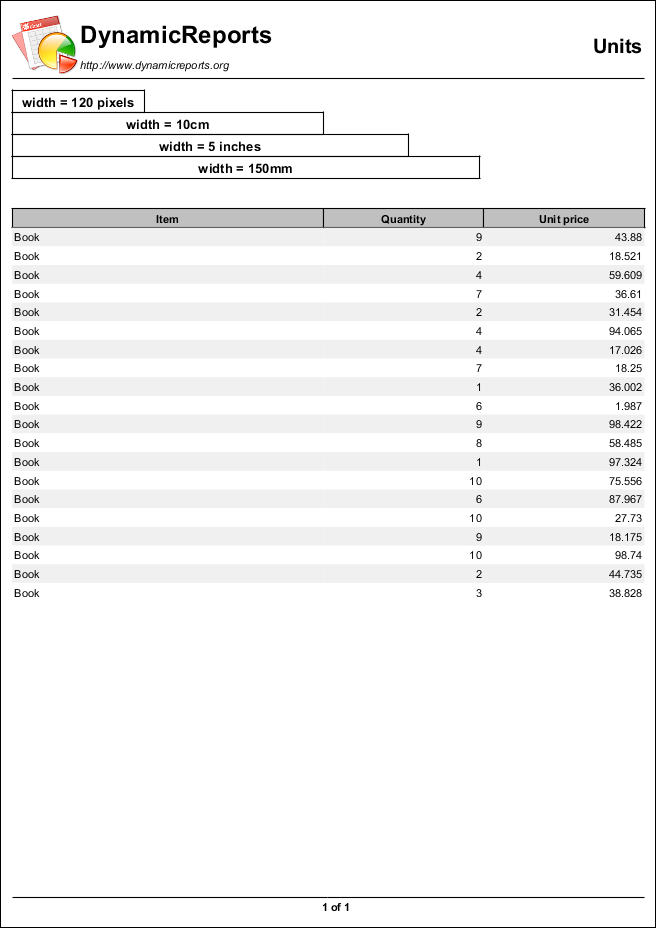 DynamicReports
http://www.dynamicreports.org
Units
width = 120 pixels
width = 10cm
width = 5 inches
width = 150mm
Item Quantity Unit price
Book 9 43.88
Book 2 18.521
Book 4 59.609
Book 7 36.61
Book 2 31.454
Book 4 94.065
Book 4 17.026
Book 7 18.25
Book 1 36.002
Book 6 1.987
Book 9 98.422
Book 8 58.485
Book 1 97.324
Book 10 75.556
Book 6 87.967
Book 10 27.73
Book 9 18.175
Book 10 98.74
Book 2 44.735
Book 3 38.828
1 of 1